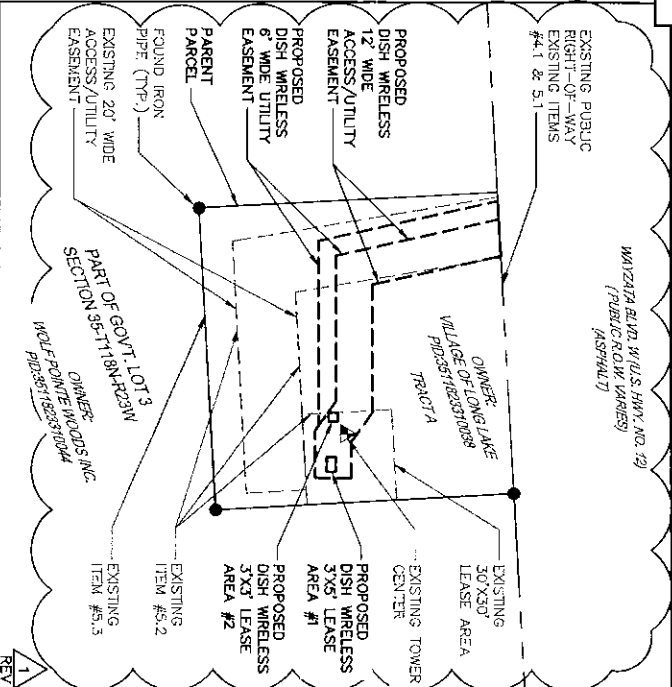 WAYZATA BLVD. W (U.S. HWY. NO. 12)
(PUBLIC R.O.W. VARIES)
(ASPHALT)
EXISTING PUBLIC
RIGHT-OF-WAY
EXISTING ITEMS
#4.1 & 5.1
PROPOSED
DISH WIRELESS
12' WIDE
ACCESS/UTILITY
EASEMENT
PROPOSED
DISH WIRELESS
6' WIDE UTILITY
EASEMENT
PARENT
PARCEL
FOUND IRON
PIPE (TYP.)
EXISTING 20' WIDE
ACCESS/UTILITY
EASEMENT
OWNER:
VILLAGE OF LONG LAKE
PID:3511823310038
TRACT A
EXISTING
30'X30'
LEASE AREA
EXISTING TOWER
CENTER
PROPOSED
DISH WIRELESS
3'X5' LEASE
AREA #1
PROPOSED
DISH WIRELESS
3'X3' LEASE
AREA #2
EXISTING
ITEM #5.2
EXISTING
ITEM #5.3
PART OF GOVT. LOT 3
SECTION 35-T118N-R23W
OWNER:
WOLF POINTE WOODS INC.
PID:3511823310044
1
REV